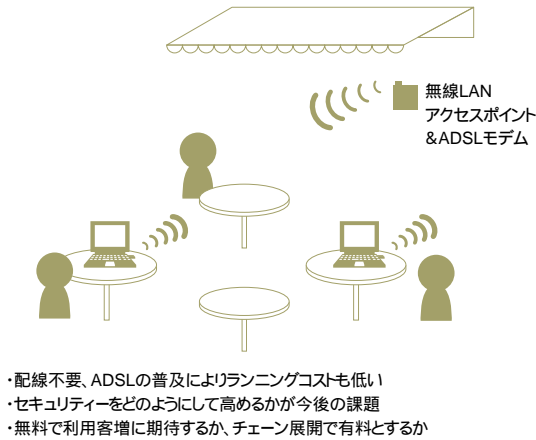 無線LAN
アクセスポイント
&ADSLモデム
・配線不要、ADSLの普及によりランニングコストも低い
・セキュリティーをどのようにして高めるかが今後の課題
・無料で利用客増に期待するか、チェーン展開で有料とするか